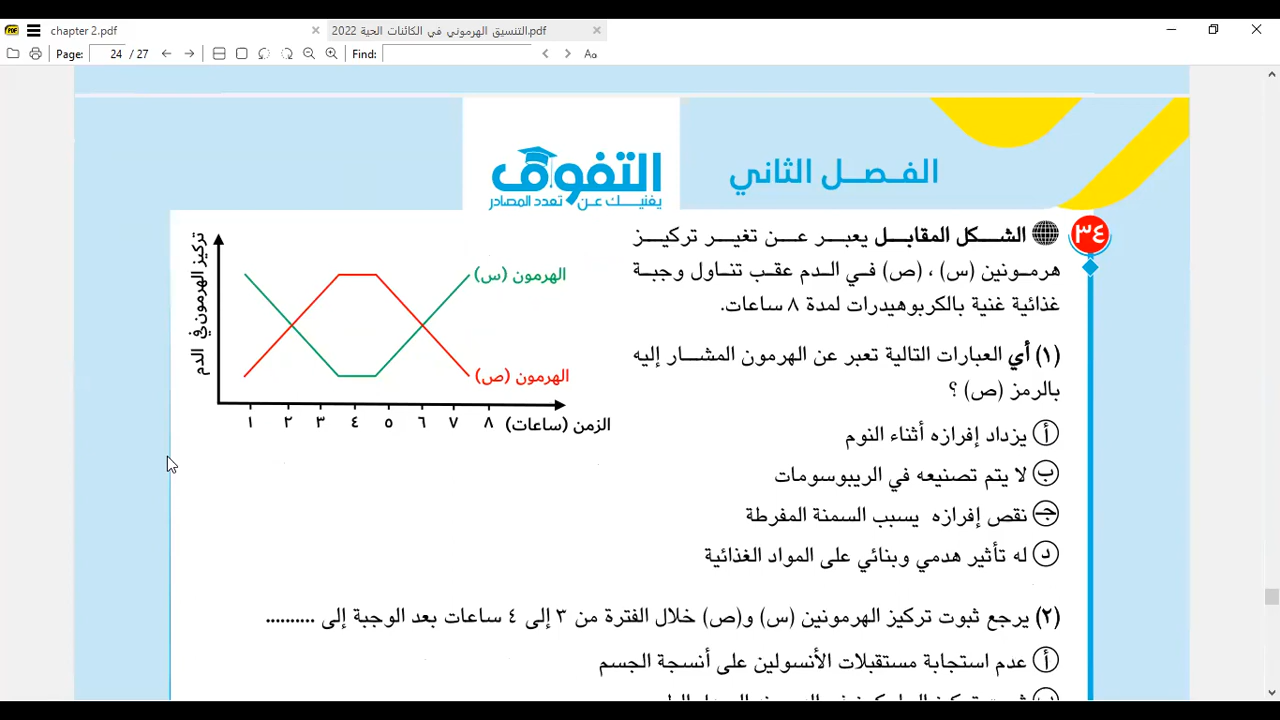 chapter 2.pdf
التنسيق الهرموني في الكائنات الحية 2022.pdf
Page: 24 / 27
Find:
Aa
الفصل الثاني
التفوق
يغنيك عن تعدد المصادر
٣٤
الشكل المقابل يعبر عن تغير تركيز
هرمونين (س) ، (ص) في الدم عقب تناول وجبة
غذائية غنية بالكربوهيدرات لمدة ٨ ساعات.
تركيز الهرمون في الدم
الهرمون (س)
الهرمون (ص)
١ ٢ ٣ ٤ ٥ ٦ ٧ ٨
الزمن (ساعات)
(١) أي العبارات التالية تعبر عن الهرمون المشار إليه
بالرمز (ص) ؟
أ يزداد إفرازه أثناء النوم
ب لا يتم تصنيعه في الريبوسومات
جـ نقص إفرازه يسبب السمنة المفرطة
د له تأثير هدمي وبنائي على المواد الغذائية
(٢) يرجع ثبوت تركيز الهرمونين (س) و(ص) خلال الفترة من ٣ إلى ٤ ساعات بعد الوجبة إلى ..........
أ عدم استجابة مستقبلات الأنسولين على أنسجة الجسم